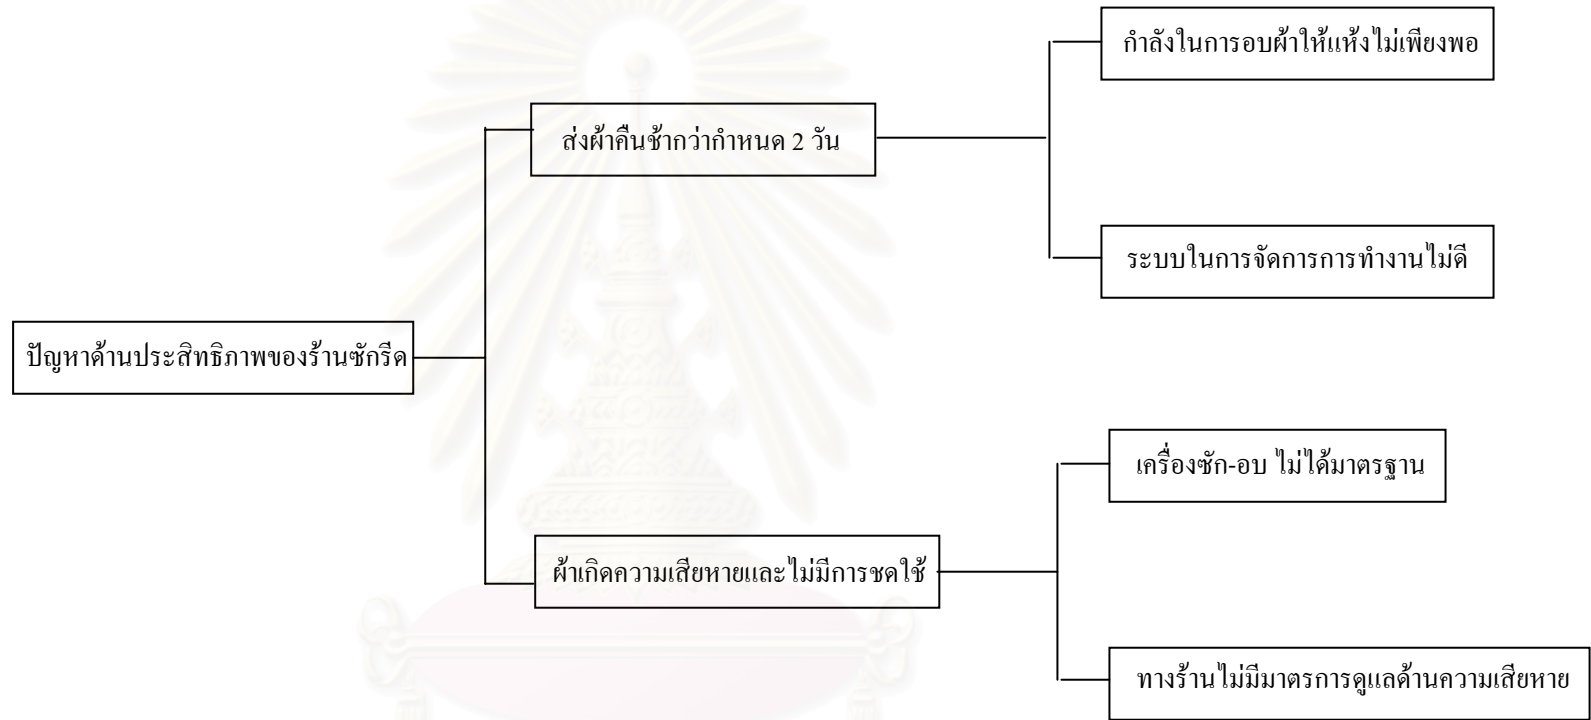 ปัญหาด้านประสิทธิภาพของร้านซักรีด
ส่งผ้าคืนช้ากว่ากำหนด 2 วัน
กำลังในการอบผ้าให้แห้งไม่เพียงพอ
ระบบในการจัดการการทำงานไม่ดี
ผ้าเกิดความเสียหายและไม่มีการชดใช้
เครื่องซัก-อบ ไม่ได้มาตรฐาน
ทางร้านไม่มีมาตรการดูแลด้านความเสียหาย